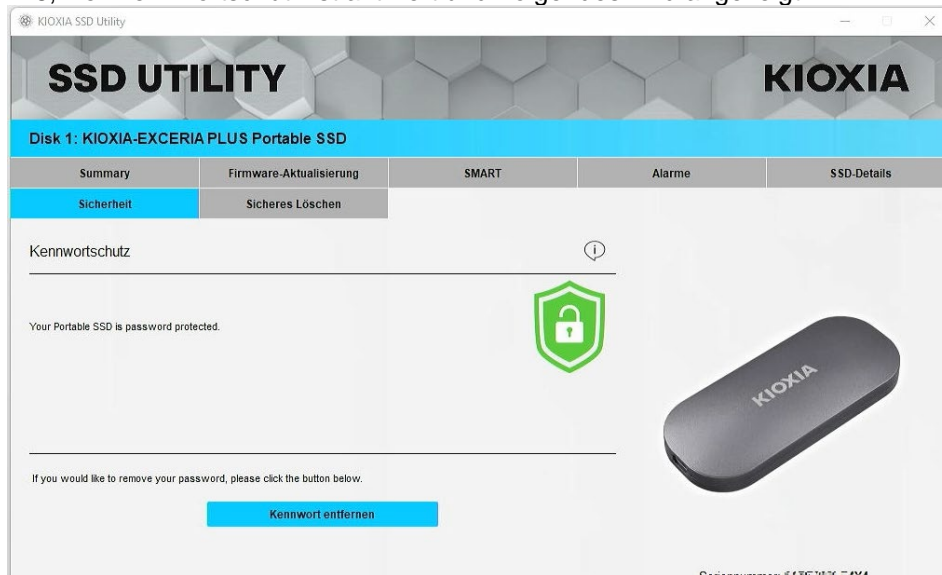 KIOXIA SSD Utility
SSD UTILITY
KIOXIA
Disk 1: KIOXIA-EXCERIA PLUS Portable SSD
Summary Firmware-Aktualisierung SMART Alarme SSD-Details
Sicherheit Sicheres Löschen
Kennwortschutz
Your Portable SSD is password protected.
KIOXIA
If you would like to remove your password, please click the button below.
Kennwort entfernen